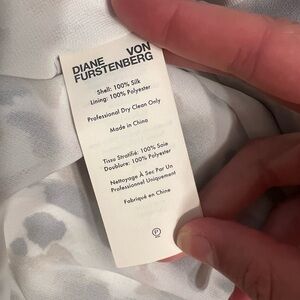 DIANE VON
FURSTENBERG
Shell: 100% Silk
Lining: 100% Polyester
Professional Dry Clean Only
Made in China
Tissu Stratifié: 100% Soie
Doublure: 100% Polyester
Nettoyage À Sec Par Un
Professionnel Uniquement
Fabriqué en Chine
P